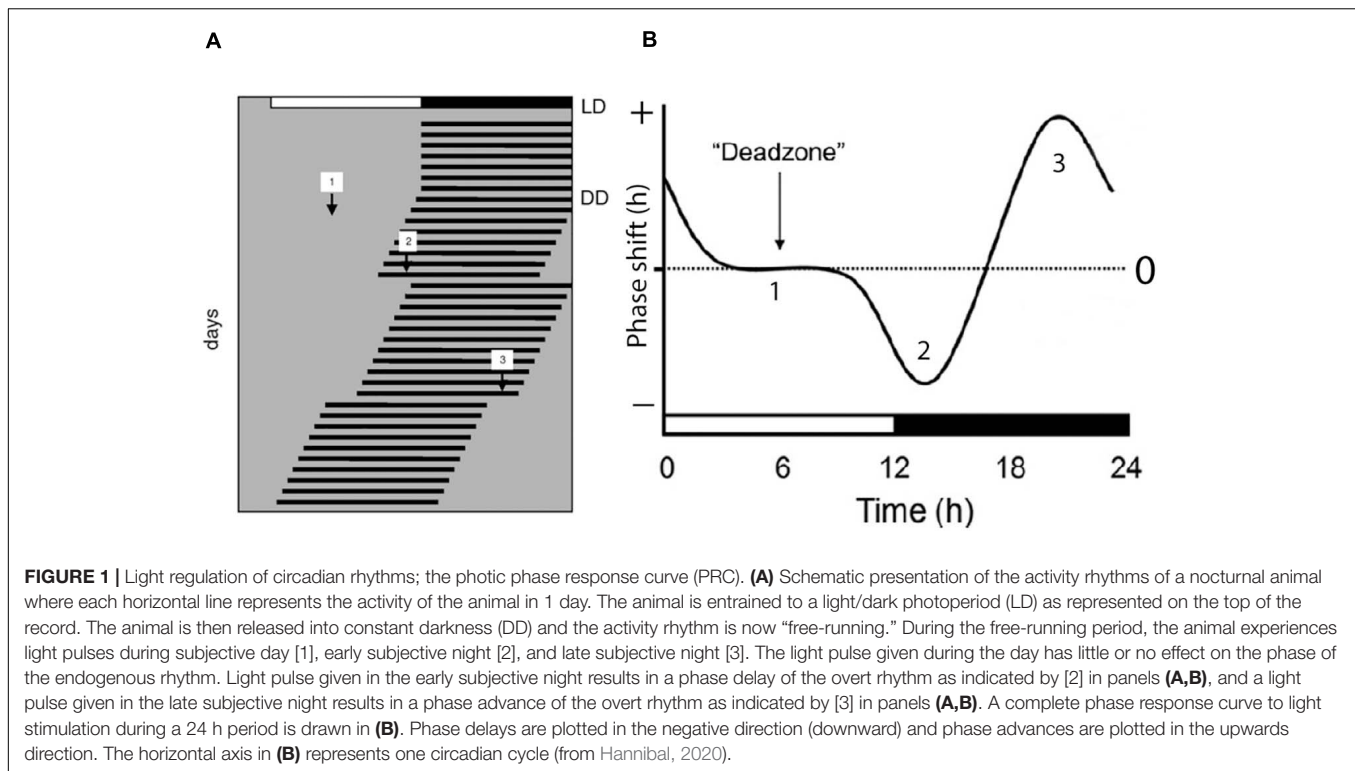 A
B
LD
DD
1
2
3
days
+
"Deadzone"
Phase shift (h)
0
1
2
3
−
0 6 12 18 24
Time (h)
FIGURE 1 | Light regulation of circadian rhythms; the photic phase response curve (PRC). (A) Schematic presentation of the activity rhythms of a nocturnal animal
where each horizontal line represents the activity of the animal in 1 day. The animal is entrained to a light/dark photoperiod (LD) as represented on the top of the
record. The animal is then released into constant darkness (DD) and the activity rhythm is now "free-running." During the free-running period, the animal experiences
light pulses during subjective day [1], early subjective night [2], and late subjective night [3]. The light pulse given during the day has little or no effect on the phase of
the endogenous rhythm. Light pulse given in the early subjective night results in a phase delay of the overt rhythm as indicated by [2] in panels (A,B), and a light
pulse given in the late subjective night results in a phase advance of the overt rhythm as indicated by [3] in panels (A,B). A complete phase response curve to light
stimulation during a 24 h period is drawn in (B). Phase delays are plotted in the negative direction (downward) and phase advances are plotted in the upwards
direction. The horizontal axis in (B) represents one circadian cycle (from Hannibal, 2020).